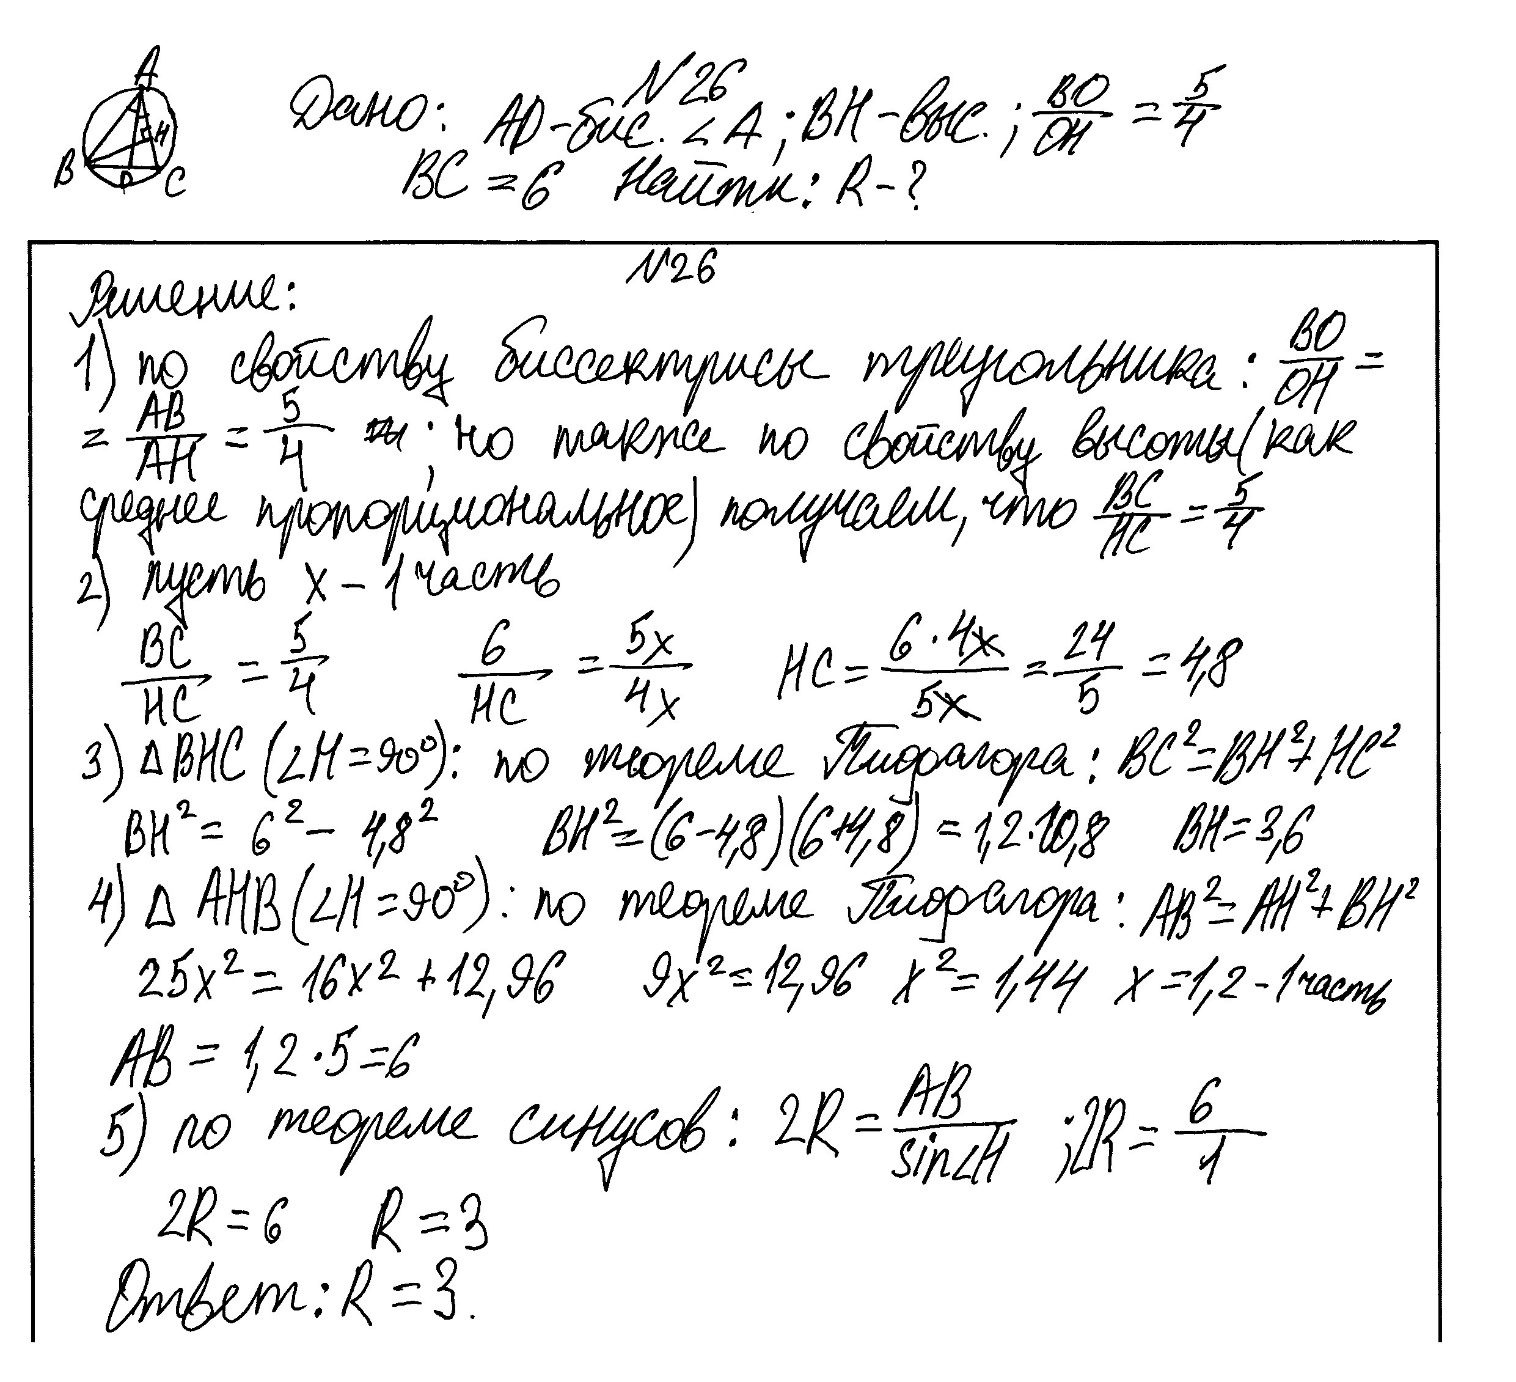 A
B
D
C
H
N26
Дано: AD-бис. ∠A; BH-выс.; BO/OH = 5/4
BC = 6 Найти: R-?
N26
Решение:
1) по свойству биссектрисы треугольника: BO/OH =
= AB/AH = 5/4 ; но также по свойству высоты (как
среднее пропорциональное) получаем, что BC/HC = 5/4
2) пусть x - 1 часть
BC/HC = 5/4 6/HC = 5x/4x HC = 6·4x/5x = 24/5 = 4,8
3) △BHC (∠H=90°): по теореме Пифагора: BC²=BH²+HC²
BH² = 6² - 4,8² BH²=(6-4,8)(6+4,8) = 1,2·10,8 BH=3,6
4) △ AHB (∠H=90°): по теореме Пифагора: AB²=AH²+BH²
25x² = 16x² + 12,96 9x²=12,96 x² = 1,44 x =1,2 - 1 часть
AB = 1,2·5=6
5) по теореме синусов: 2R = AB/sin∠H ; 2R = 6/1
2R = 6 R = 3
Ответ: R = 3.